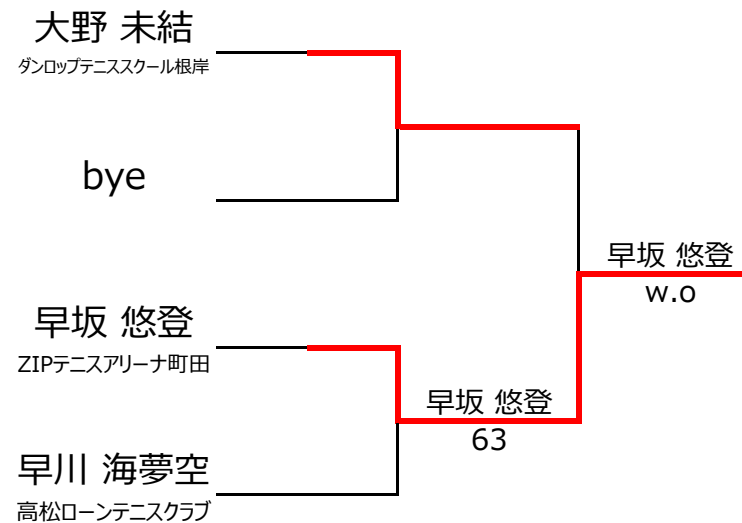 大野 未結
ダンロップテニススクール根岸
bye
早坂 悠登
w.o
早坂 悠登
ZIPテニスアリーナ町田
早坂 悠登
63
早川 海夢空
高松ローンテニスクラブ